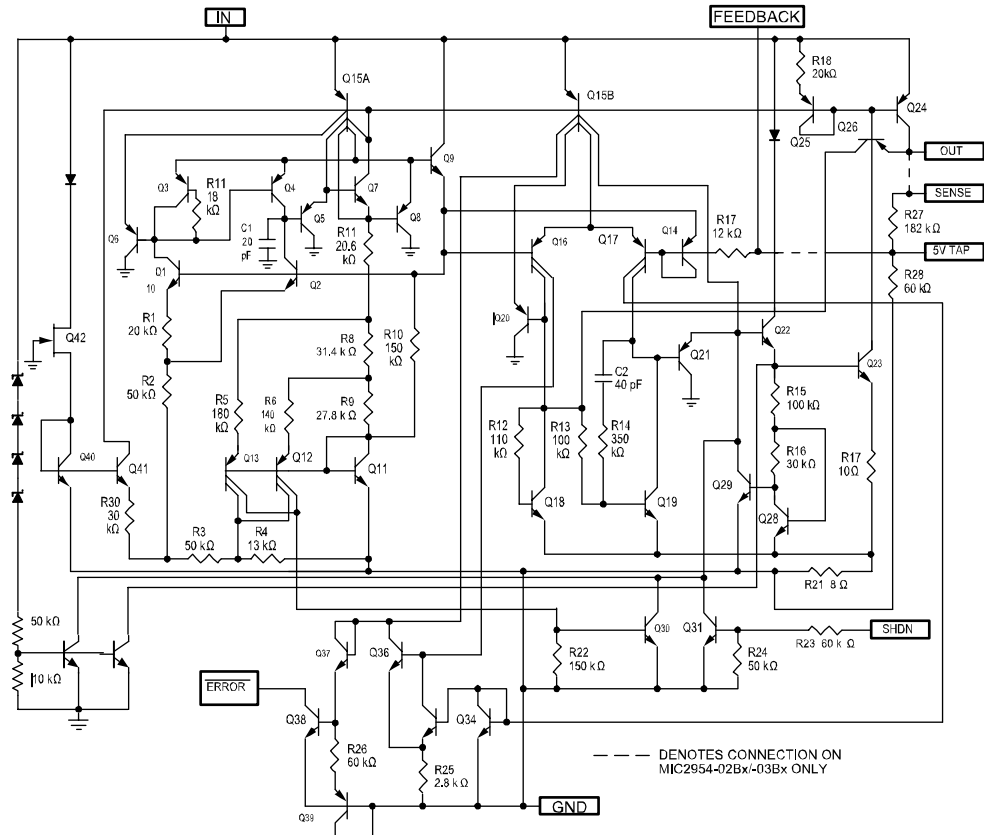 IN
FEEDBACK
R18
20kΩ
Q15A
Q15B
Q24
Q25
Q26
OUT
Q9
SENSE
Q3
R11
18
kΩ
Q4
Q7
Q5
Q8
R27
182 kΩ
C1
20
pF
R11
20.6
kΩ
R17
12 kΩ
Q14
Q16
Q17
Q6
5V TAP
Q1
10
Q2
R28
60 kΩ
R1
20 kΩ
R10
150
kΩ
Q20
Q42
R8
31.4 kΩ
Q22
Q21
Q23
R2
50 kΩ
C2
40 pF
R5
180
kΩ
R6
140
kΩ
R9
27.8 kΩ
R15
100 kΩ
R12
110
kΩ
R13
100
kΩ
R14
350
kΩ
R16
30 kΩ
R17
10Ω
Q40
Q41
Q13
Q12
Q11
Q29
R30
30
kΩ
Q18
Q19
Q28
R3
50 kΩ
R4
13 kΩ
R21 8 Ω
50 kΩ
10 kΩ
Q37
Q36
Q30
Q31
SHDN
R22
150 kΩ
R24
50 kΩ
R23 60 kΩ
ERROR
Q38
Q34
R26
60 kΩ
R25
2.8 kΩ
DENOTES CONNECTION ON
MIC2954-02Bx/-03Bx ONLY
Q39
GND